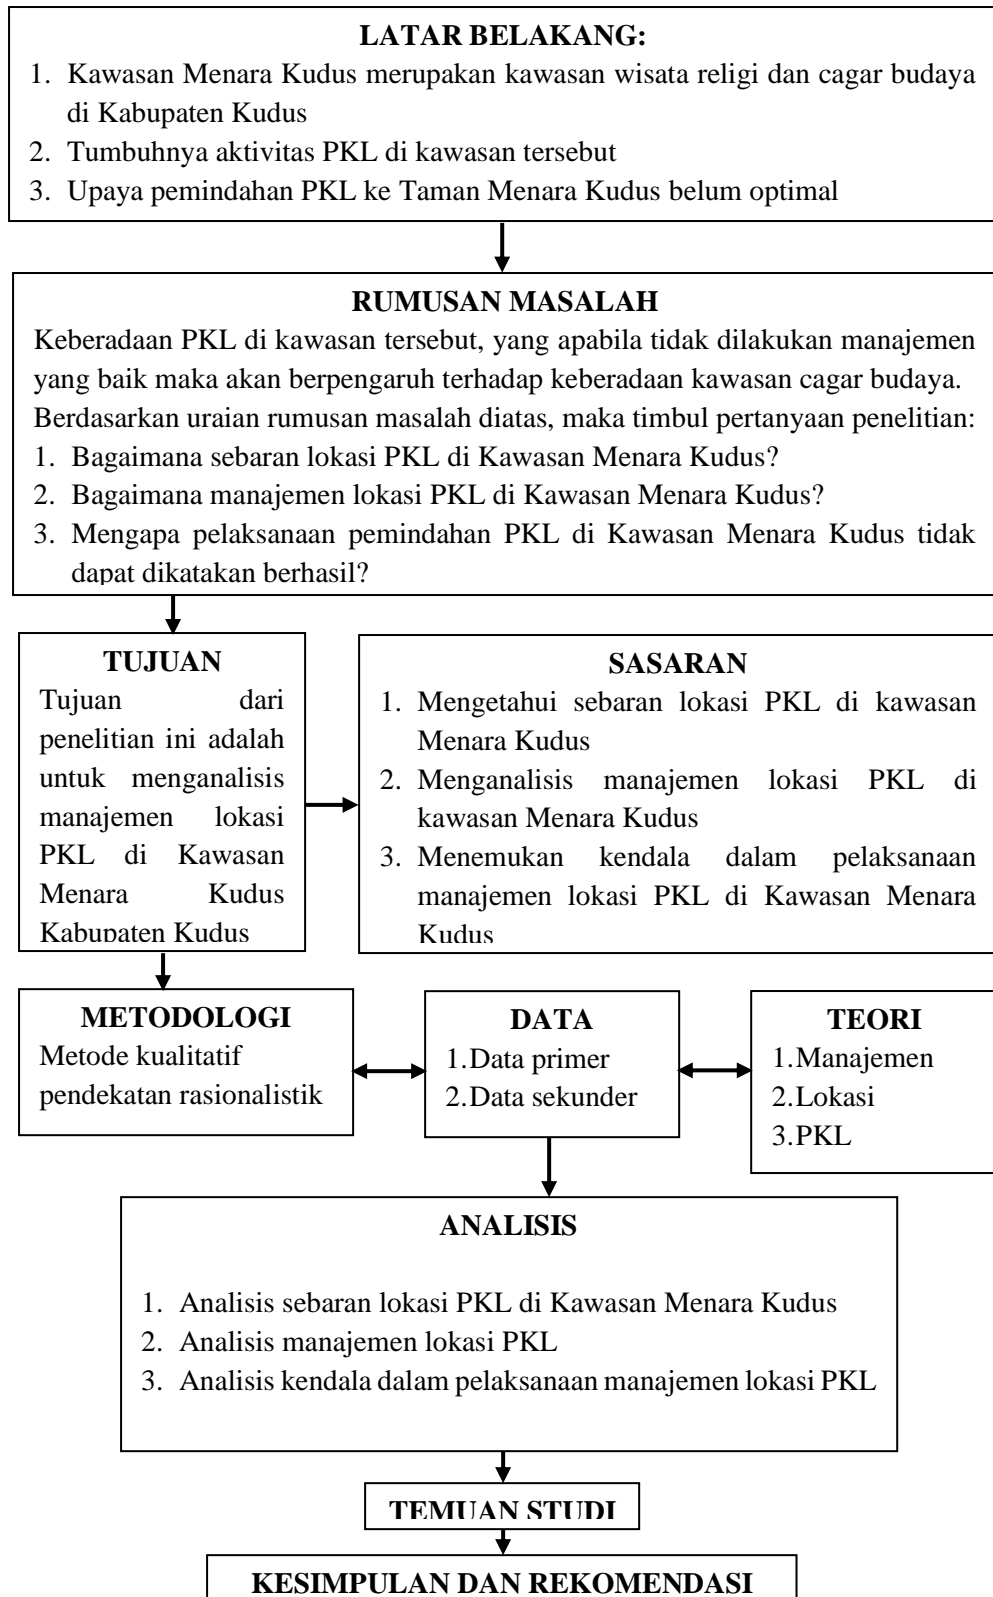 LATAR BELAKANG:
1. Kawasan Menara Kudus merupakan kawasan wisata religi dan cagar budaya
di Kabupaten Kudus
2. Tumbuhnya aktivitas PKL di kawasan tersebut
3. Upaya pemindahan PKL ke Taman Menara Kudus belum optimal
RUMUSAN MASALAH
Keberadaan PKL di kawasan tersebut, yang apabila tidak dilakukan manajemen
yang baik maka akan berpengaruh terhadap keberadaan kawasan cagar budaya.
Berdasarkan uraian rumusan masalah diatas, maka timbul pertanyaan penelitian:
1. Bagaimana sebaran lokasi PKL di Kawasan Menara Kudus?
2. Bagaimana manajemen lokasi PKL di Kawasan Menara Kudus?
3. Mengapa pelaksanaan pemindahan PKL di Kawasan Menara Kudus tidak
dapat dikatakan berhasil?
TUJUAN
Tujuan dari
penelitian ini adalah
untuk menganalisis
manajemen lokasi
PKL di Kawasan
Menara Kudus
Kabupaten Kudus
SASARAN
1. Mengetahui sebaran lokasi PKL di kawasan
Menara Kudus
2. Menganalisis manajemen lokasi PKL di
kawasan Menara Kudus
3. Menemukan kendala dalam pelaksanaan
manajemen lokasi PKL di Kawasan Menara
Kudus
METODOLOGI
Metode kualitatif
pendekatan rasionalistik
DATA
1. Data primer
2. Data sekunder
TEORI
1. Manajemen
2. Lokasi
3. PKL
ANALISIS
1. Analisis sebaran lokasi PKL di Kawasan Menara Kudus
2. Analisis manajemen lokasi PKL
3. Analisis kendala dalam pelaksanaan manajemen lokasi PKL
TEMUAN STUDI
KESIMPULAN DAN REKOMENDASI